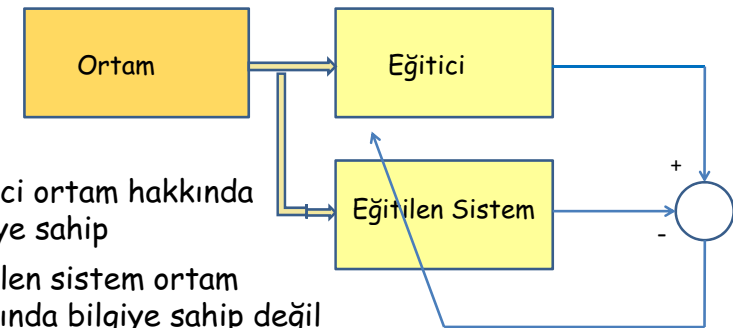 Ortam
Eğitici
+
Eğitilen Sistem
-
ci ortam hakkında
ye sahip
len sistem ortam
ında bilgiye sahip değil